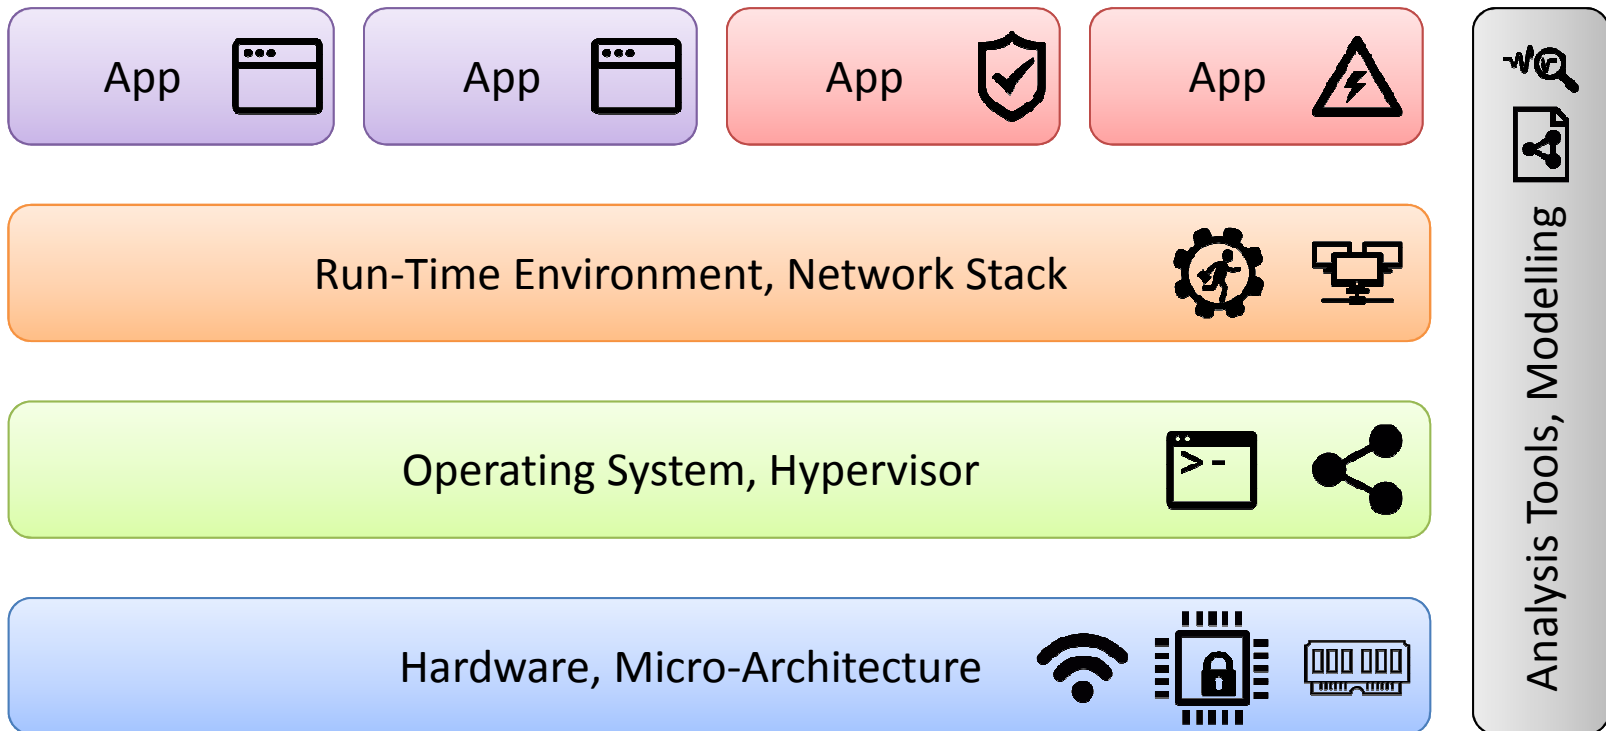 App
App
App
App
Run-Time Environment, Network Stack
Operating System, Hypervisor
Hardware, Micro-Architecture
Analysis Tools, Modelling